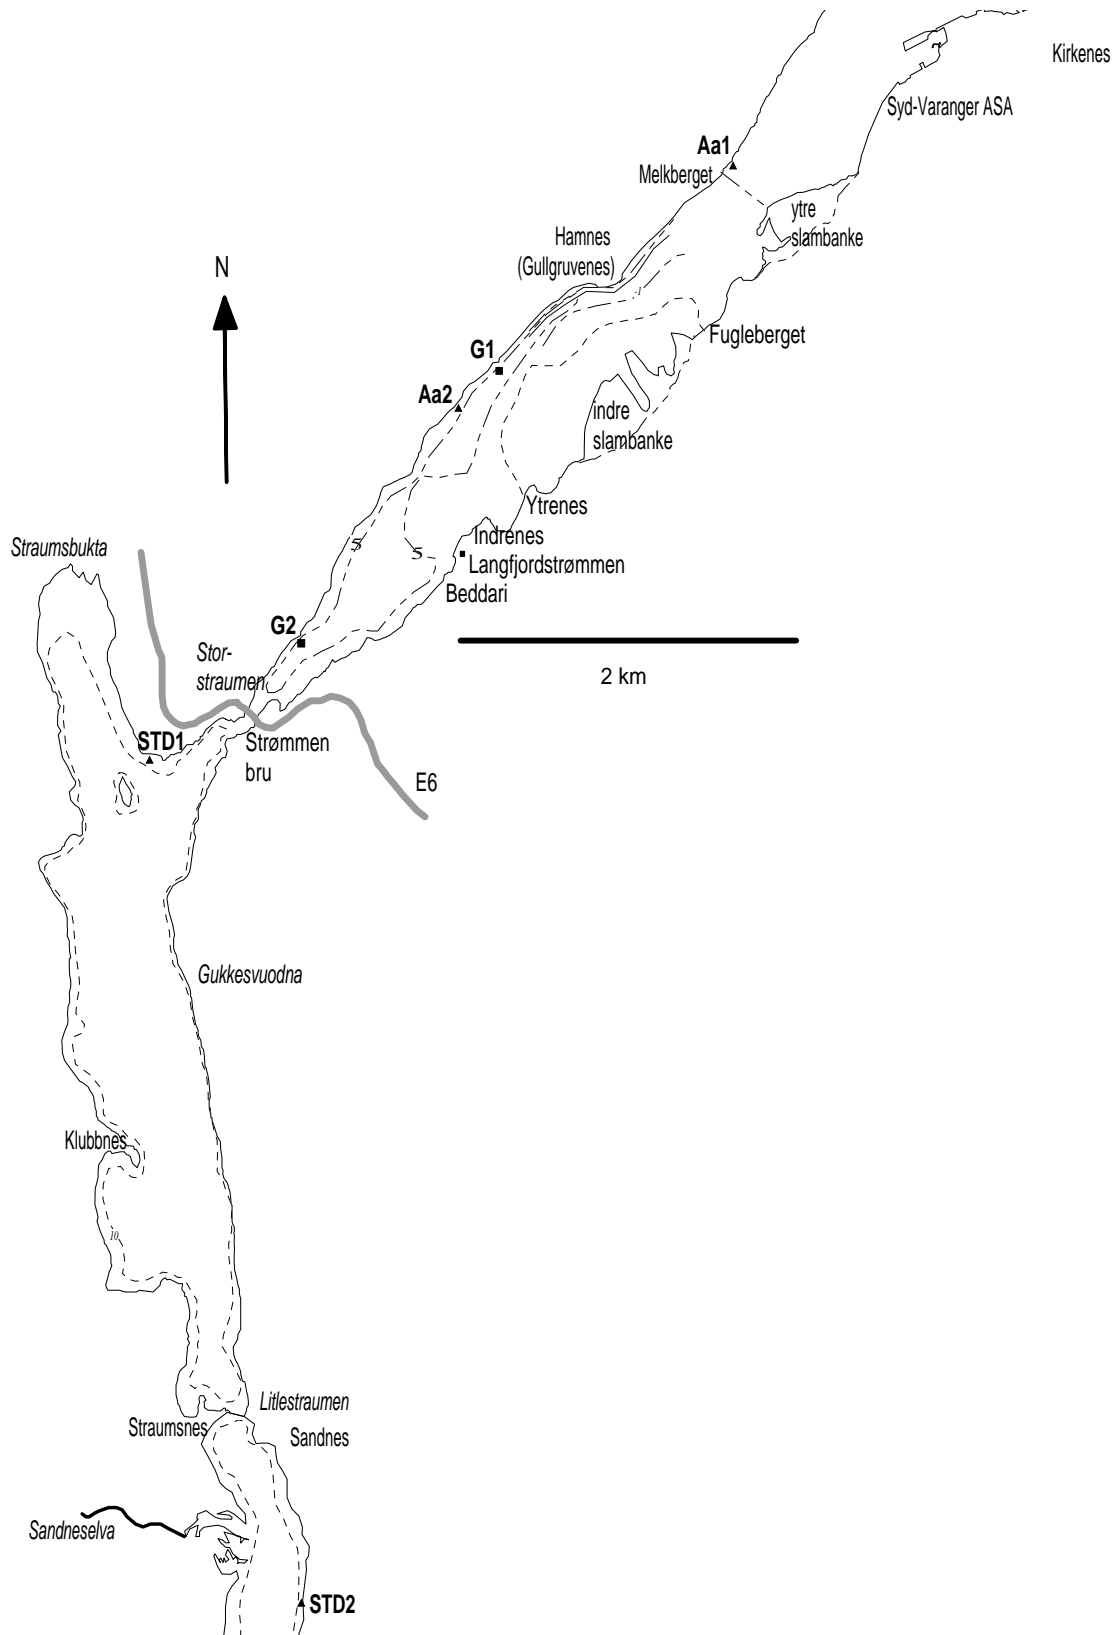 Kirkenes
Syd-Varanger ASA
Aa1
Melkberget
ytre
slambanke
Hamnes
(Gullgruvenes)
N
-1
Fugleberget
G1
Aa2
indre
slambanke
Ytrenes
Indrenes
Straumsbukta
5
5
Langfjordstrømmen
Beddari
G2
Stor-
straumen
2 km
STD1
Strømmen
bru
E6
Gukkesvuodna
Klubbnes
10
Litlestraumen
Straumsnes
Sandnes
Sandneselva
STD2